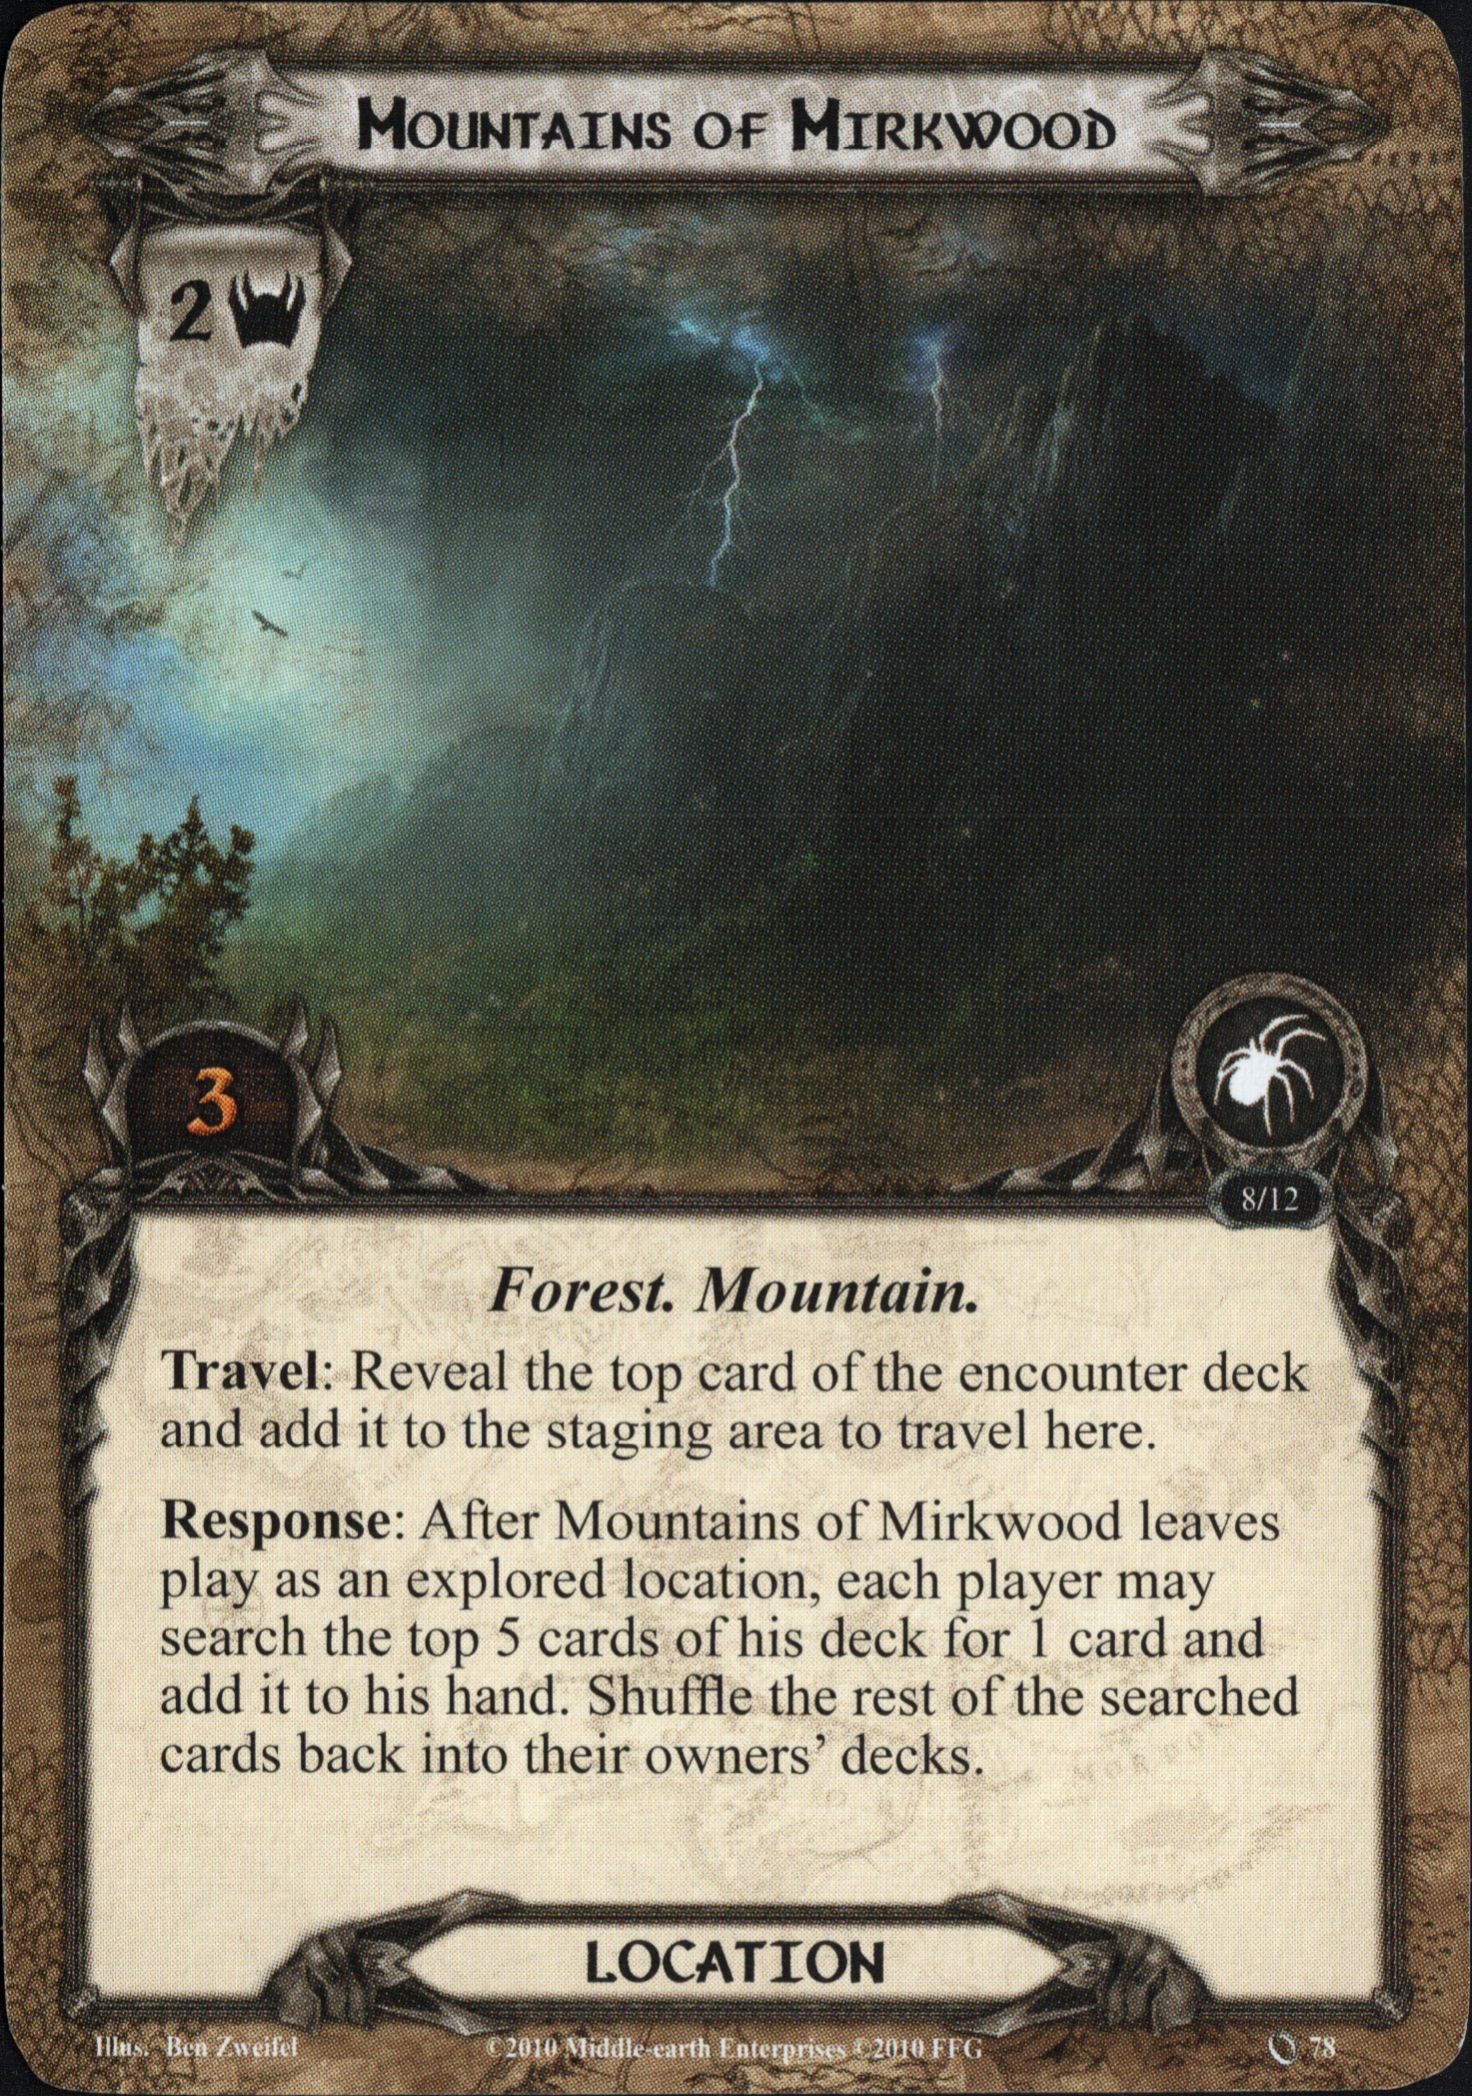 Mountains of Mirkwood
2
3
8/12
Forest. Mountain.
Travel: Reveal the top card of the encounter deck
and add it to the staging area to travel here.
Response: After Mountains of Mirkwood leaves
play as an explored location, each player may
search the top 5 cards of his deck for 1 card and
add it to his hand. Shuffle the rest of the searched
cards back into their owners’ decks.
LOCATION
Illus. Ben Zweifel
©2010 Middle-earth Enterprises ©2010 FFG
78